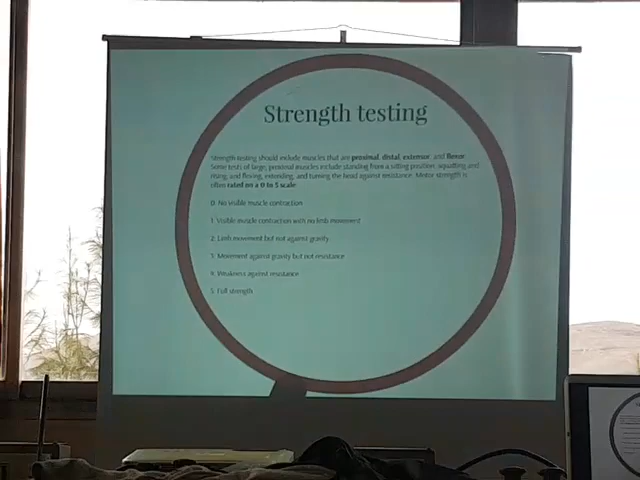 Strength testing
Strength testing should include muscles that are proximal, distal, extensor, and flexor.
Some tests of large, proximal muscles include standing from a sitting position, squatting and
rising, and flexing, extending, and turning the head against resistance. Motor strength is
often rated on a 0 to 5 scale:
0: No visible muscle contraction
1: Visible muscle contraction with no limb movement
2: Limb movement but not against gravity
3: Movement against gravity but not resistance
4: Weakness against resistance
5: Full strength